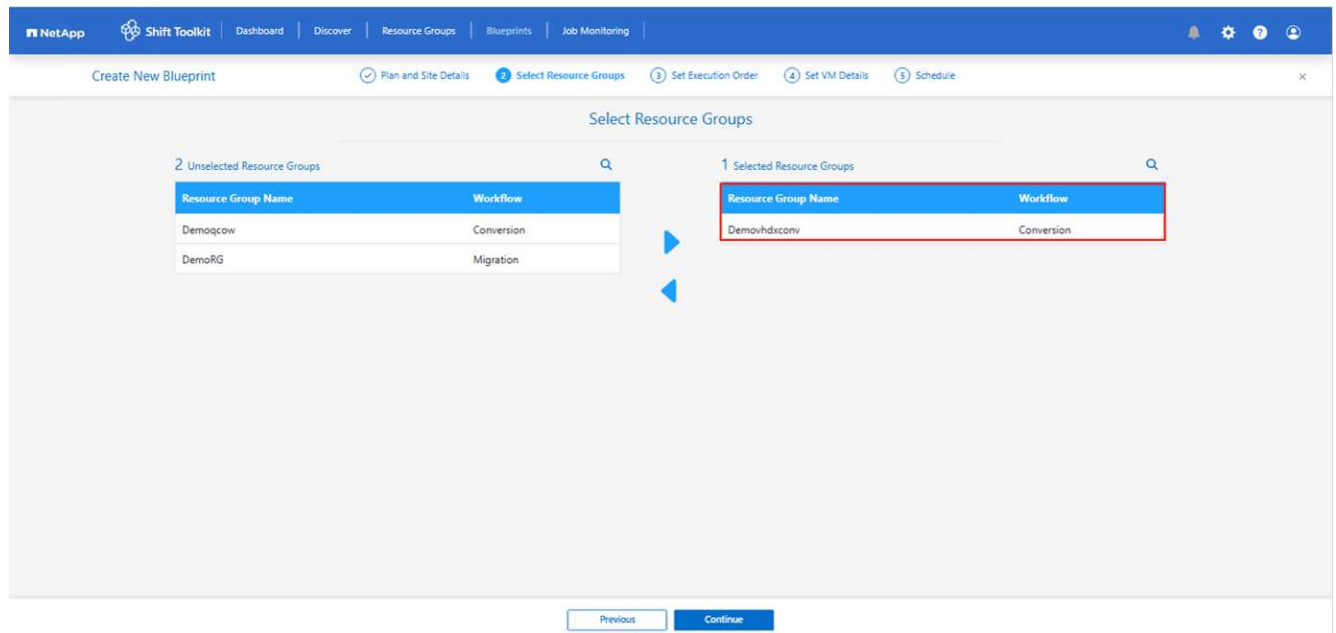 NetApp Shift Toolkit Dashboard Discover Resource Groups Blueprints Job Monitoring
Create New Blueprint Plan and Site Details 2 Select Resource Groups 3 Set Execution Order 4 Set VM Details 5 Schedule
Select Resource Groups
2 Unselected Resource Groups
Resource Group Name Workflow
Demoqcow Conversion
DemoRG Migration
1 Selected Resource Groups
Resource Group Name Workflow
Demovhdxconv Conversion
Previous Continue